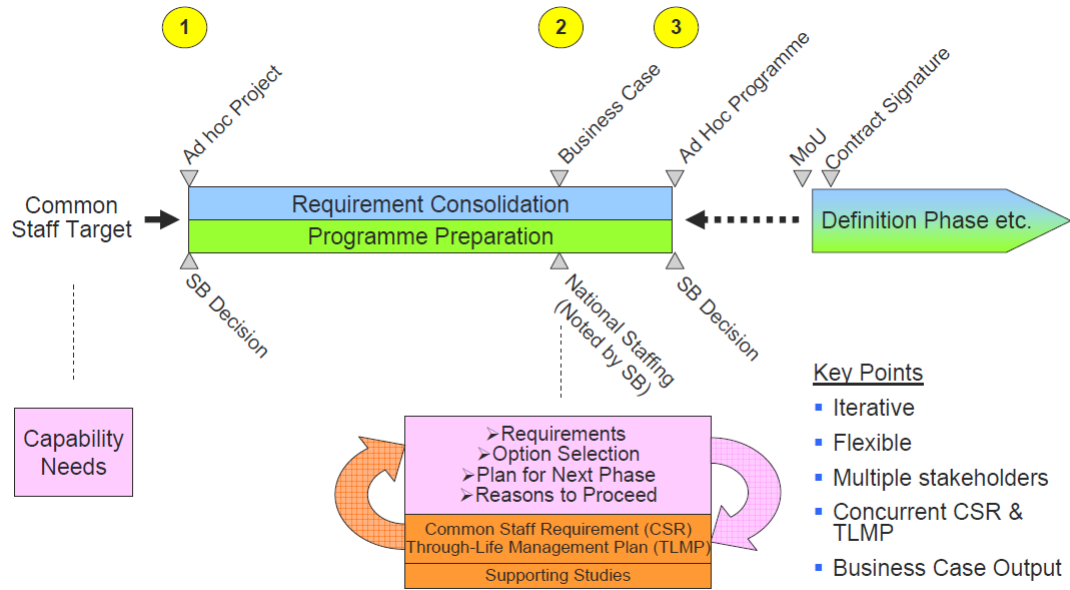 1
2
3
Ad hoc Project
Business Case
Ad Hoc Programme
MoU
Contract Signature
Common
Staff Target
Requirement Consolidation
Programme Preparation
Definition Phase etc.
SB Decision
National Staffing
(Noted by SB)
SB Decision
Capability
Needs
➢Requirements
➢Option Selection
➢Plan for Next Phase
➢Reasons to Proceed
Common Staff Requirement (CSR)
Through-Life Management Plan (TLMP)
Supporting Studies
Key Points
▪ Iterative
▪ Flexible
▪ Multiple stakeholders
▪ Concurrent CSR &
TLMP
▪ Business Case Output